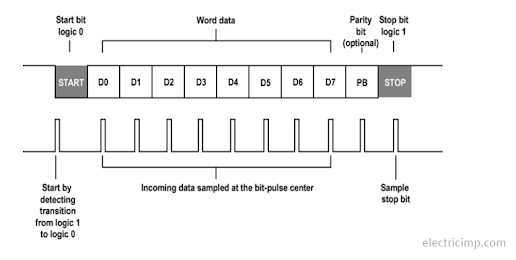 Start bit
logic 0
Word data
Parity
bit
(optional)
Stop bit
logic 1
START D0 D1 D2 D3 D4 D5 D6 D7 PB STOP
Start by
detecting
transition
from logic 1
to logic 0
Incoming data sampled at the bit-pulse center
Sample
stop bit
electricimp.com